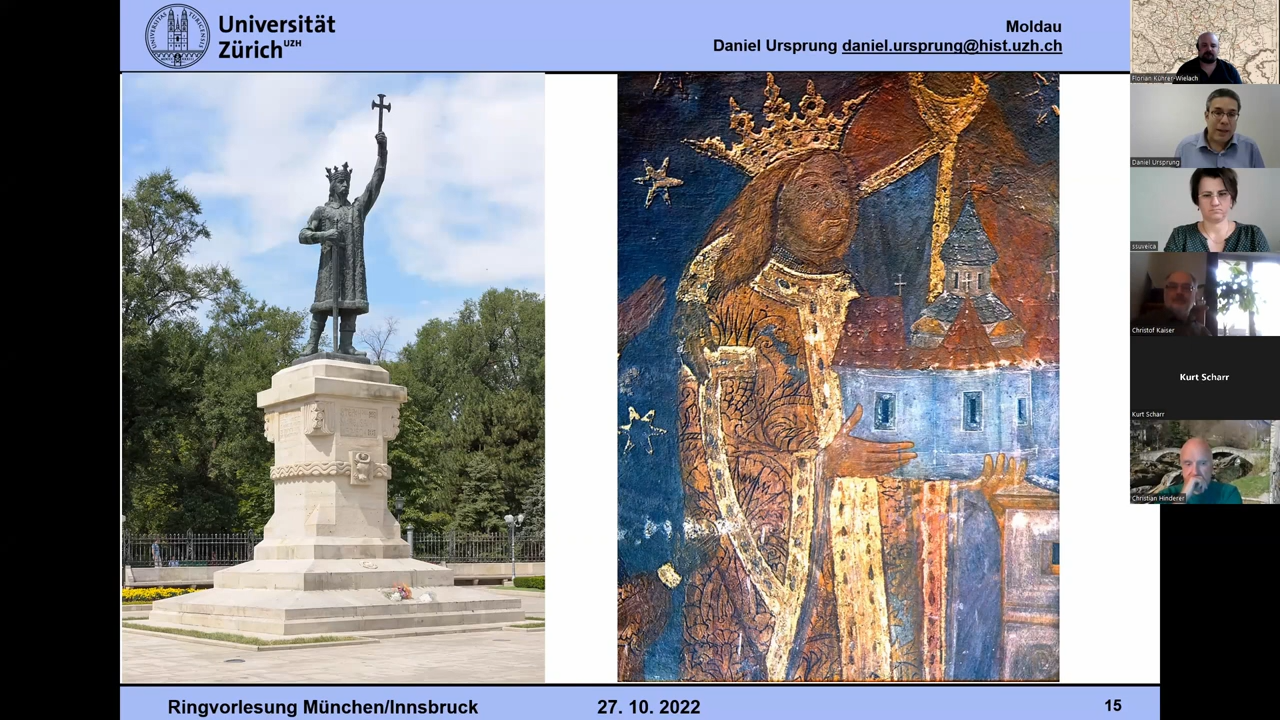 Universität
Zürich UZH
Moldau
Daniel Ursprung daniel.ursprung@hist.uzh.ch
Florian Kührer-Wielach
Daniel Ursprung
ssuveica
Christof Kaiser
Kurt Scharr
Kurt Scharr
Christian Hinderer
Ringvorlesung München/Innsbruck
27. 10. 2022
15